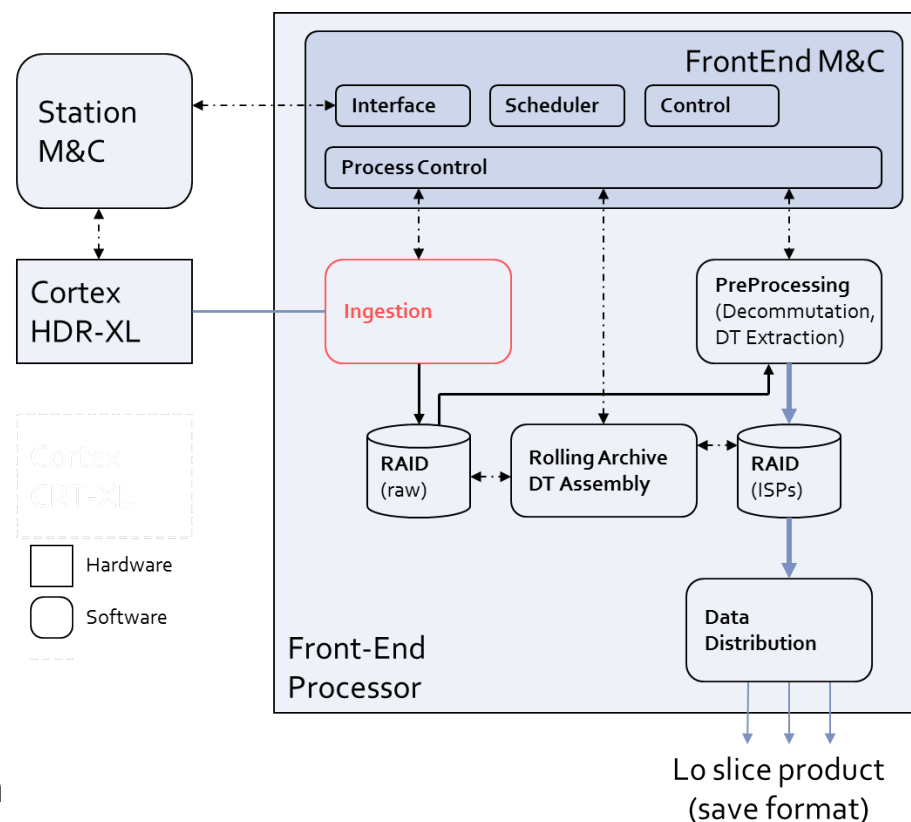 FrontEnd M&C
Interface
Scheduler
Control
Process Control
Station
M&C
Cortex
HDR-XL
Ingestion
PreProcessing
(Decommutation,
DT Extraction)
RAID
(raw)
Rolling Archive
DT Assembly
RAID
(ISPs)
Cortex
CRT-XL
Hardware
Software
Data
Distribution
Front-End
Processor
Lo slice product
(save format)